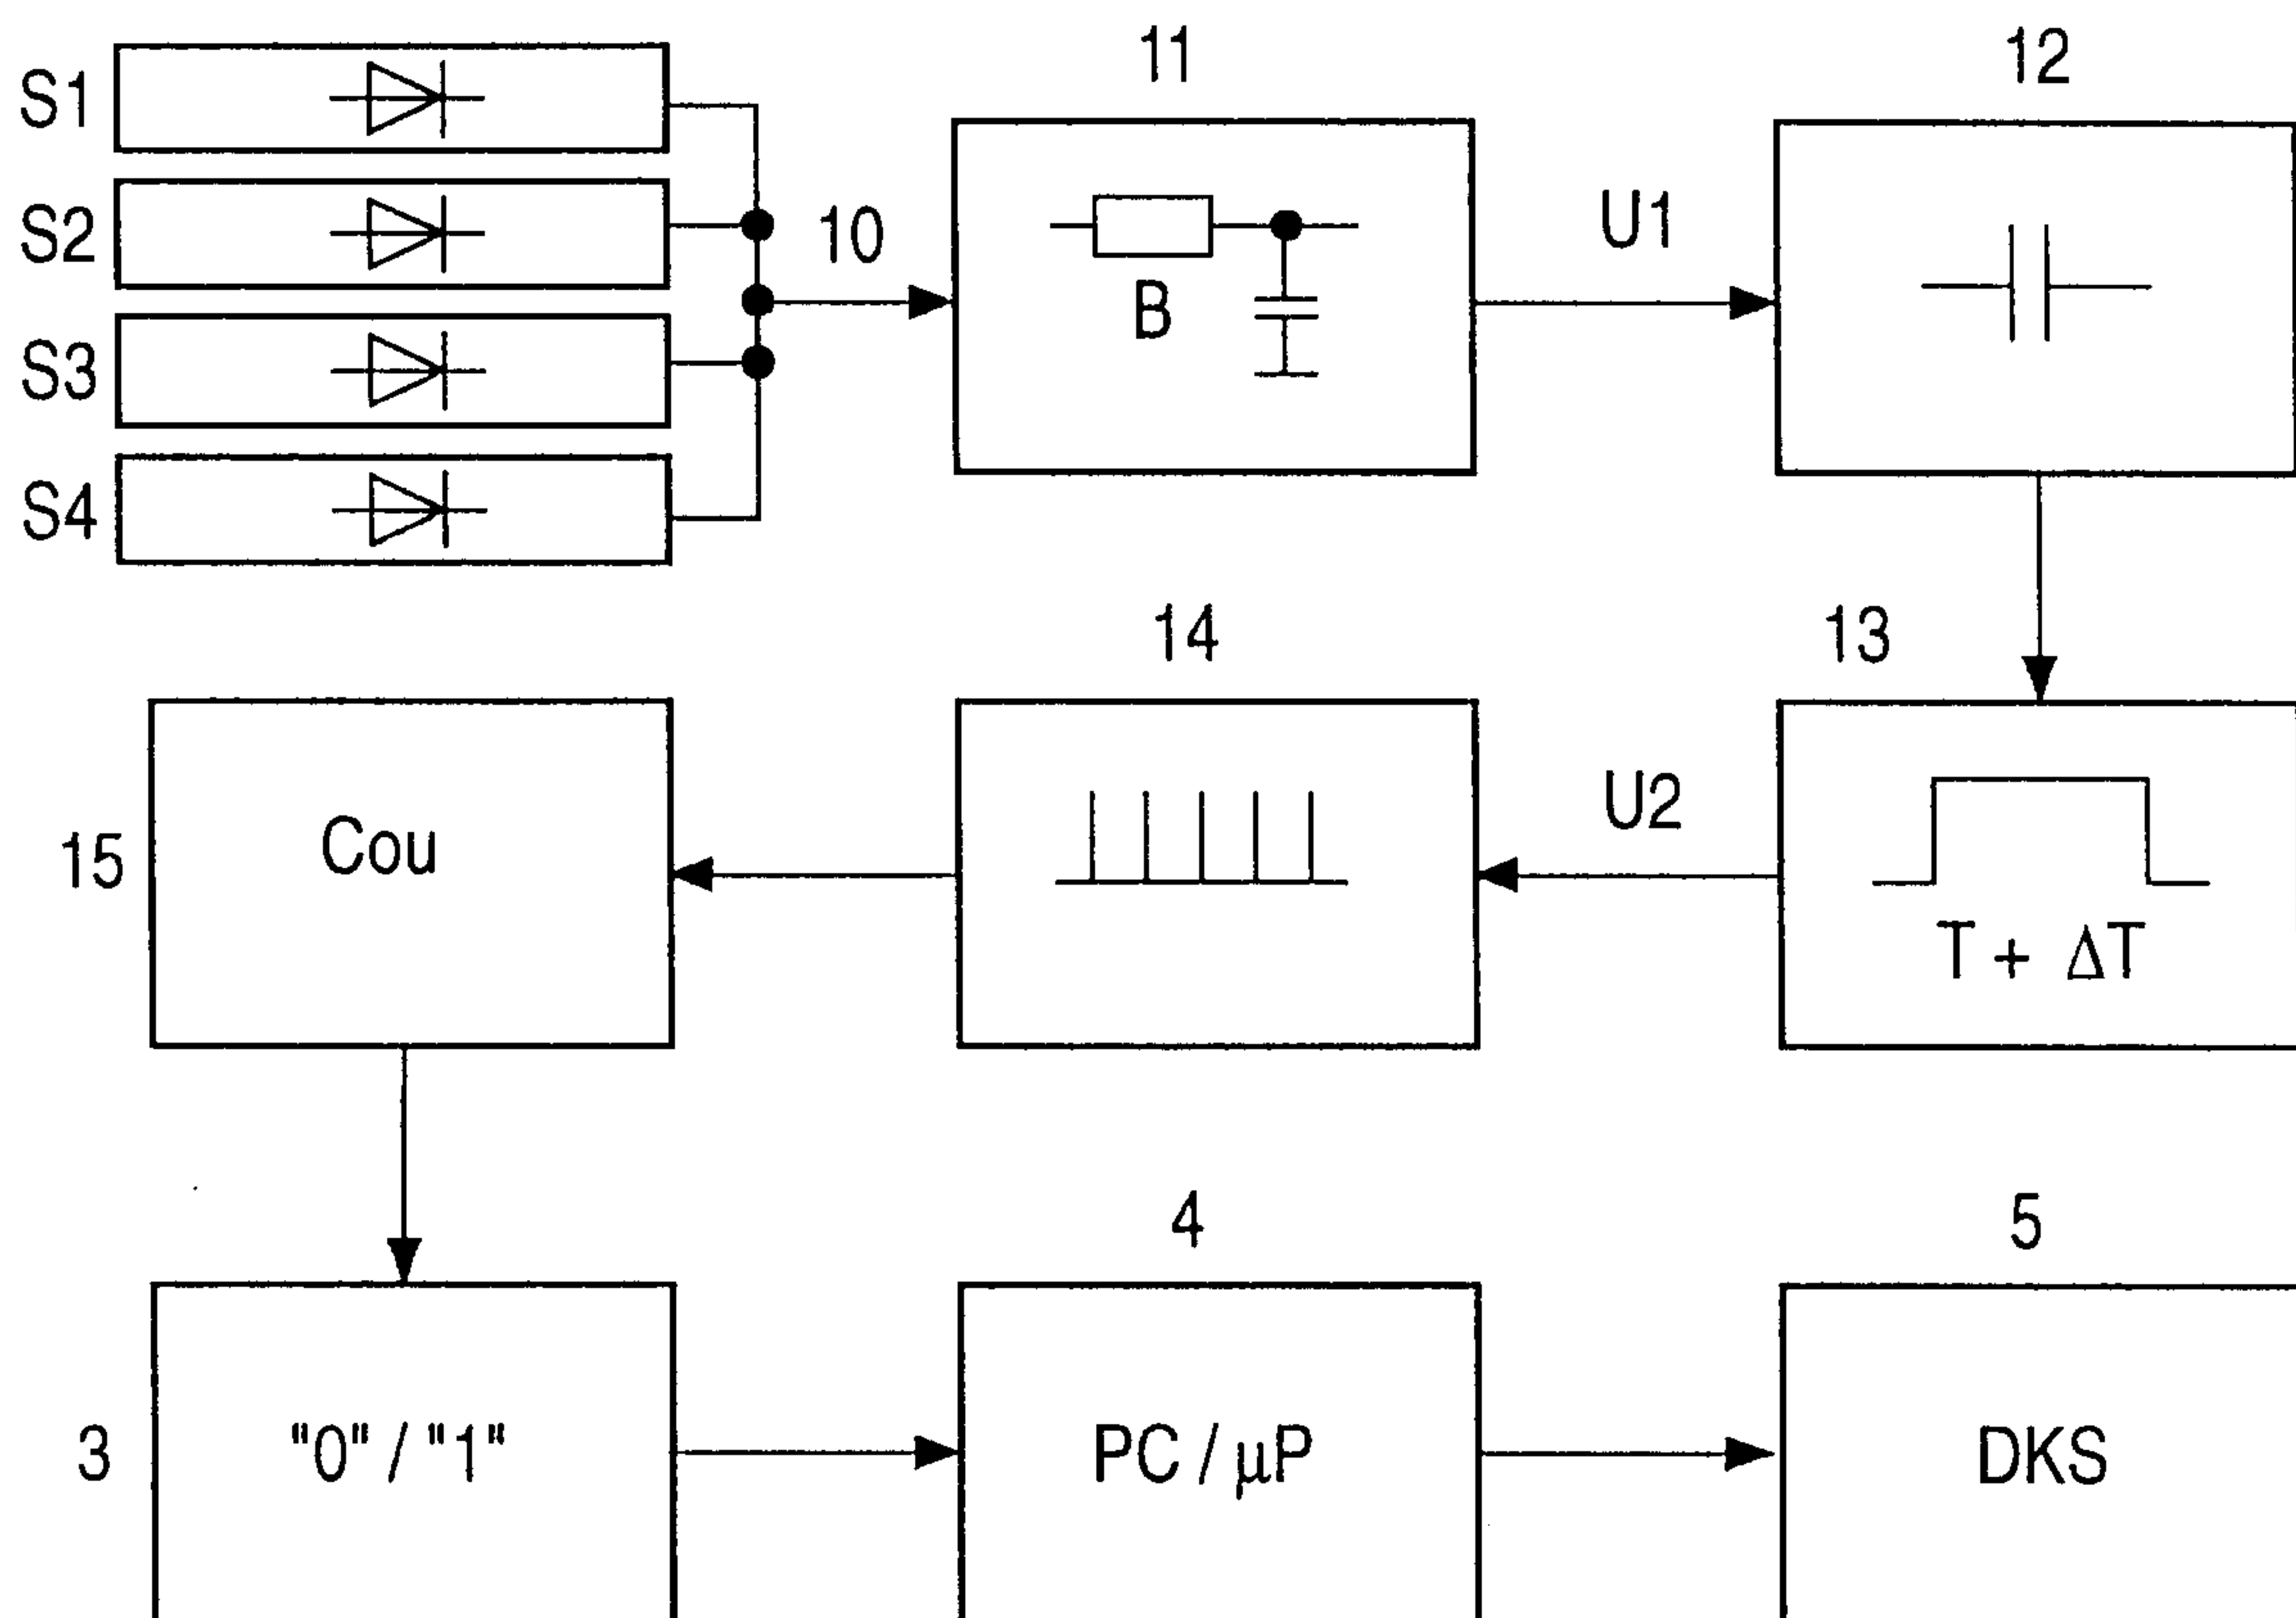 11
12
S1
S2
10
U1
B
S3
S4
14
13
15
Cou
U2
T + ΔT
4
5
3
"0" / "1"
PC / µP
DKS